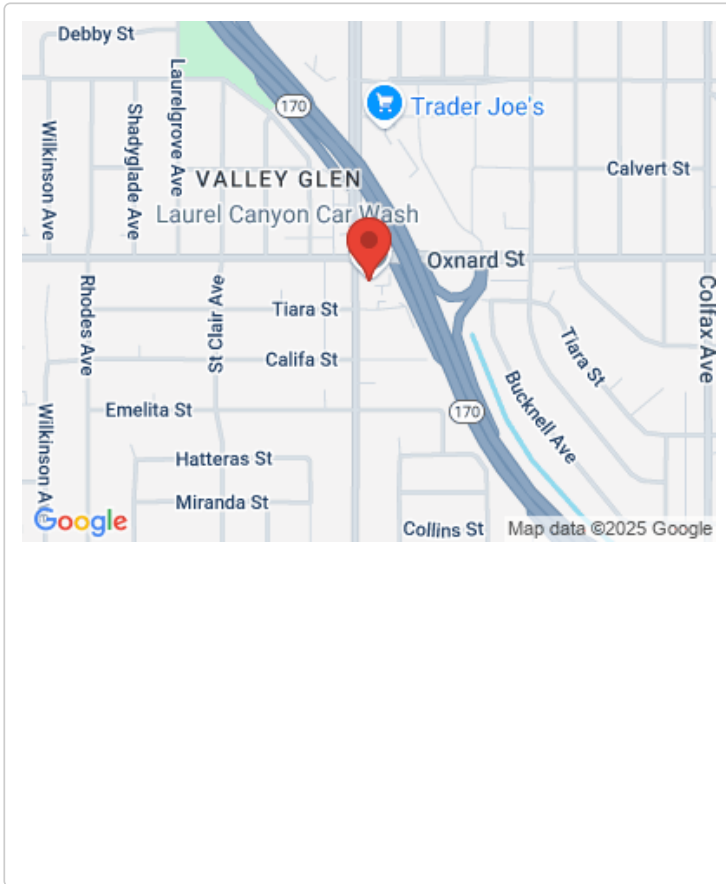 Debby St
Laurelgrove Ave
Shadyglade Ave
Wilkinson Ave
170
Trader Joe's
Calvert St
VALLEY GLEN
Laurel Canyon Car Wash
Oxnard St
Rhodes Ave
St Clair Ave
Tiara St
Colfax Ave
Tiara St
Califa St
Bucknell Ave
Emelita St
170
Wilkinson Av
Hatteras St
Miranda St
Google
Collins St
Map data ©2025 Google